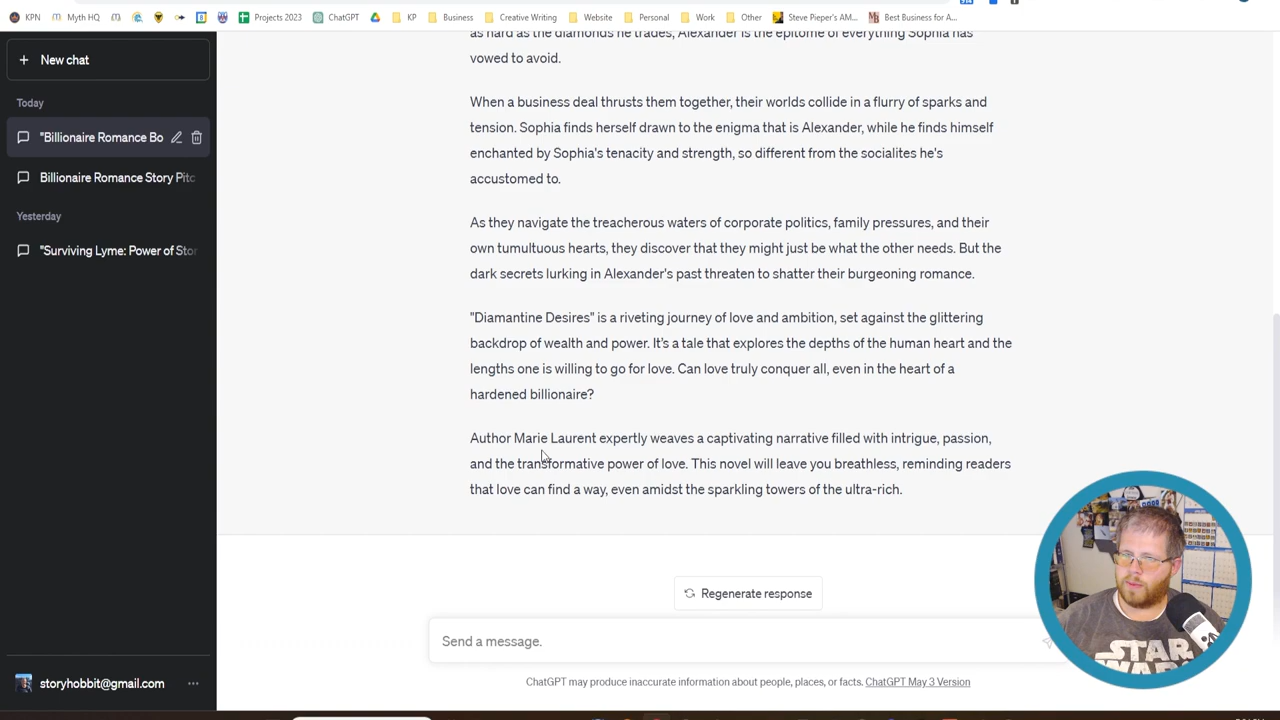 KPN Myth HQ Projects 2023 ChatGPT KP Business Creative Writing Website Personal Work Other Steve Pieper's AM... Best Business for A...
New chat
Today
"Billionaire Romance Bo
Billionaire Romance Story Pitc
Yesterday
"Surviving Lyme: Power of Stor
storyhobbit@gmail.com
as hard as the diamonds he trades, Alexander is the epitome of everything Sophia has
vowed to avoid.
When a business deal thrusts them together, their worlds collide in a flurry of sparks and
tension. Sophia finds herself drawn to the enigma that is Alexander, while he finds himself
enchanted by Sophia's tenacity and strength, so different from the socialites he's
accustomed to.
As they navigate the treacherous waters of corporate politics, family pressures, and their
own tumultuous hearts, they discover that they might just be what the other needs. But the
dark secrets lurking in Alexander's past threaten to shatter their burgeoning romance.
"Diamantine Desires" is a riveting journey of love and ambition, set against the glittering
backdrop of wealth and power. It's a tale that explores the depths of the human heart and the
lengths one is willing to go for love. Can love truly conquer all, even in the heart of a
hardened billionaire?
Author Marie Laurent expertly weaves a captivating narrative filled with intrigue, passion,
and the transformative power of love. This novel will leave you breathless, reminding readers
that love can find a way, even amidst the sparkling towers of the ultra-rich.
Regenerate response
Send a message.
ChatGPT may produce inaccurate information about people, places, or facts. ChatGPT May 3 Version
STAR
WARS